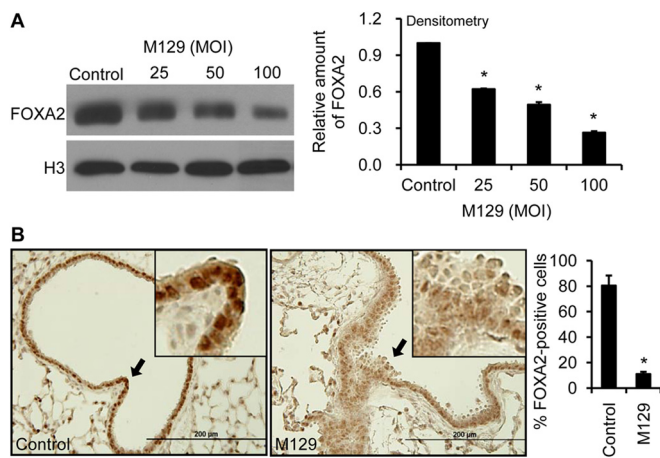 A
M129 (MOI)
Control 25 50 100
FOXA2
H3
Densitometry
Relative amount
of FOXA2
1.2
0.9
0.6
0.3
0.0
*
*
*
Control 25 50 100
M129 (MOI)
B
Control
200 µm
M129
200 µm
% FOXA2-positive cells
100
80
60
40
20
0
*
Control
M129